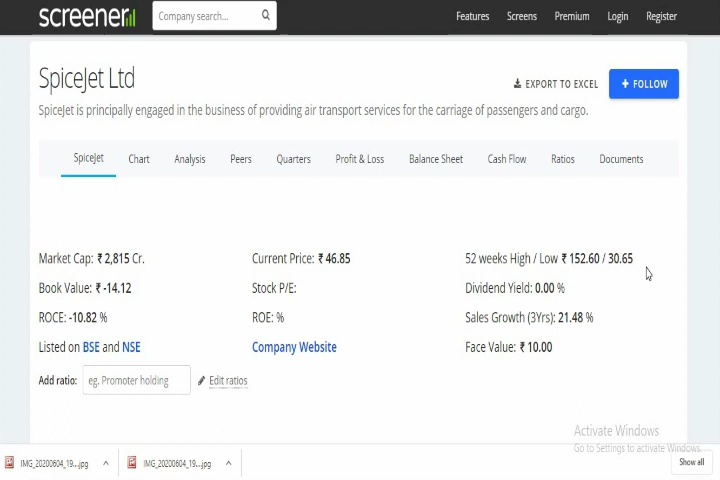 screener
Company search...
Features
Screens
Premium
Login
Register
SpiceJet Ltd
EXPORT TO EXCEL
+ FOLLOW
SpiceJet is principally engaged in the business of providing air transport services for the carriage of passengers and cargo.
SpiceJet
Chart
Analysis
Peers
Quarters
Profit & Loss
Balance Sheet
Cash Flow
Ratios
Documents
Market Cap: ₹ 2,815 Cr.
Current Price: ₹ 46.85
52 weeks High / Low ₹ 152.60 / 30.65
Book Value: ₹ -14.12
Stock P/E:
Dividend Yield: 0.00 %
ROCE: -10.82 %
ROE: %
Sales Growth (3Yrs): 21.48 %
Listed on BSE and NSE
Company Website
Face Value: ₹ 10.00
Add ratio:
eg. Promoter holding
Edit ratios
Activate Windows
Go to Settings to activate Windows.
IMG_20200604_19....jpg
IMG_20200604_19....jpg
Show all